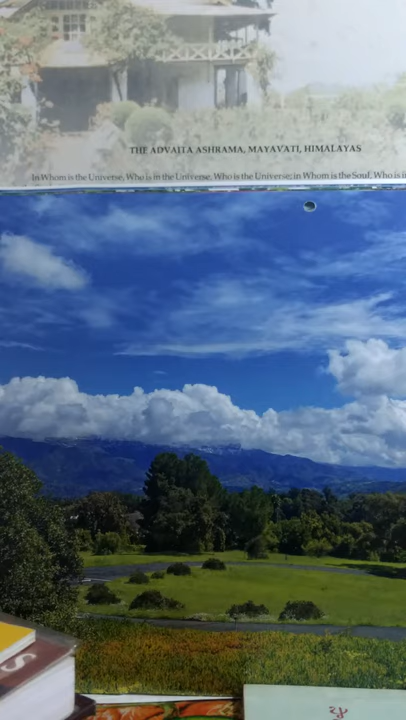 THE ADVAITA ASHRAMA, MAYAVATI, HIMALAYAS
In Whom is the Universe, Who is in the Universe, Who is the Universe; in Whom is the Soul, Who is i
S